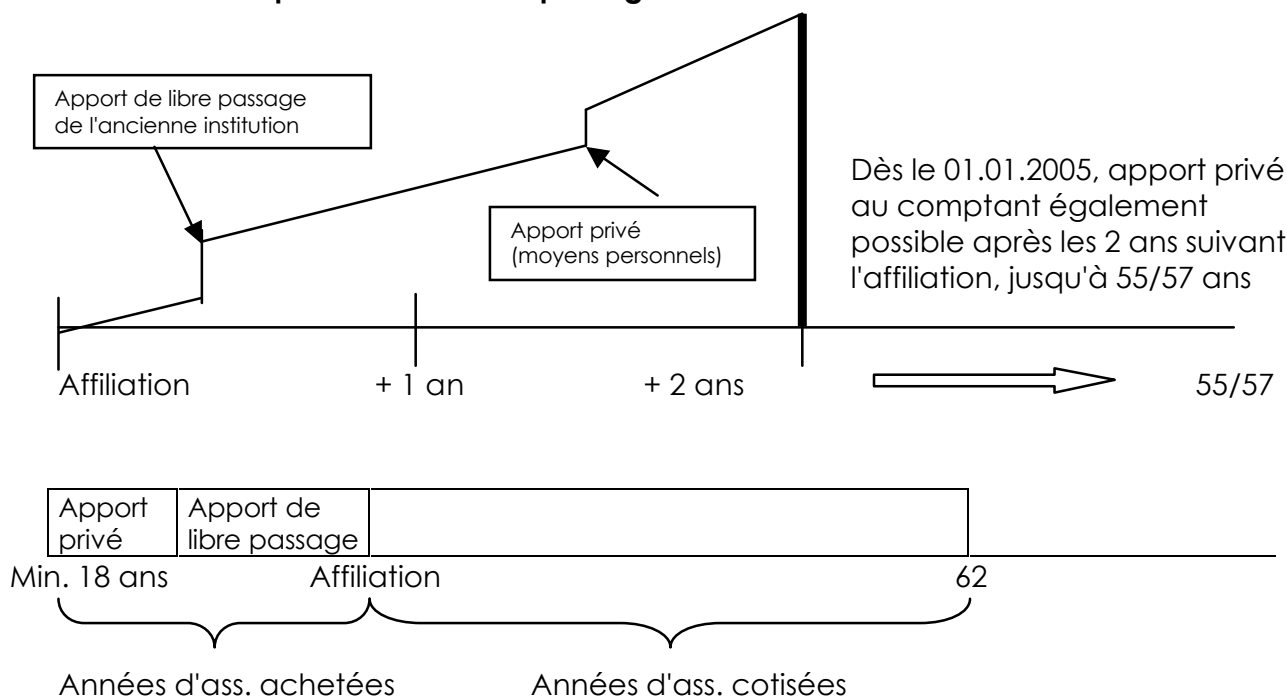 Apport de libre passage
de l'ancienne institution
Apport privé
(moyens personnels)
Dès le 01.01.2005, apport privé
au comptant également
possible après les 2 ans suivant
l'affiliation, jusqu'à 55/57 ans
Affiliation + 1 an + 2 ans 55/57
Apport
privé
Apport de
libre passage
Min. 18 ans Affiliation 62
Années d'ass. achetées Années d'ass. cotisées